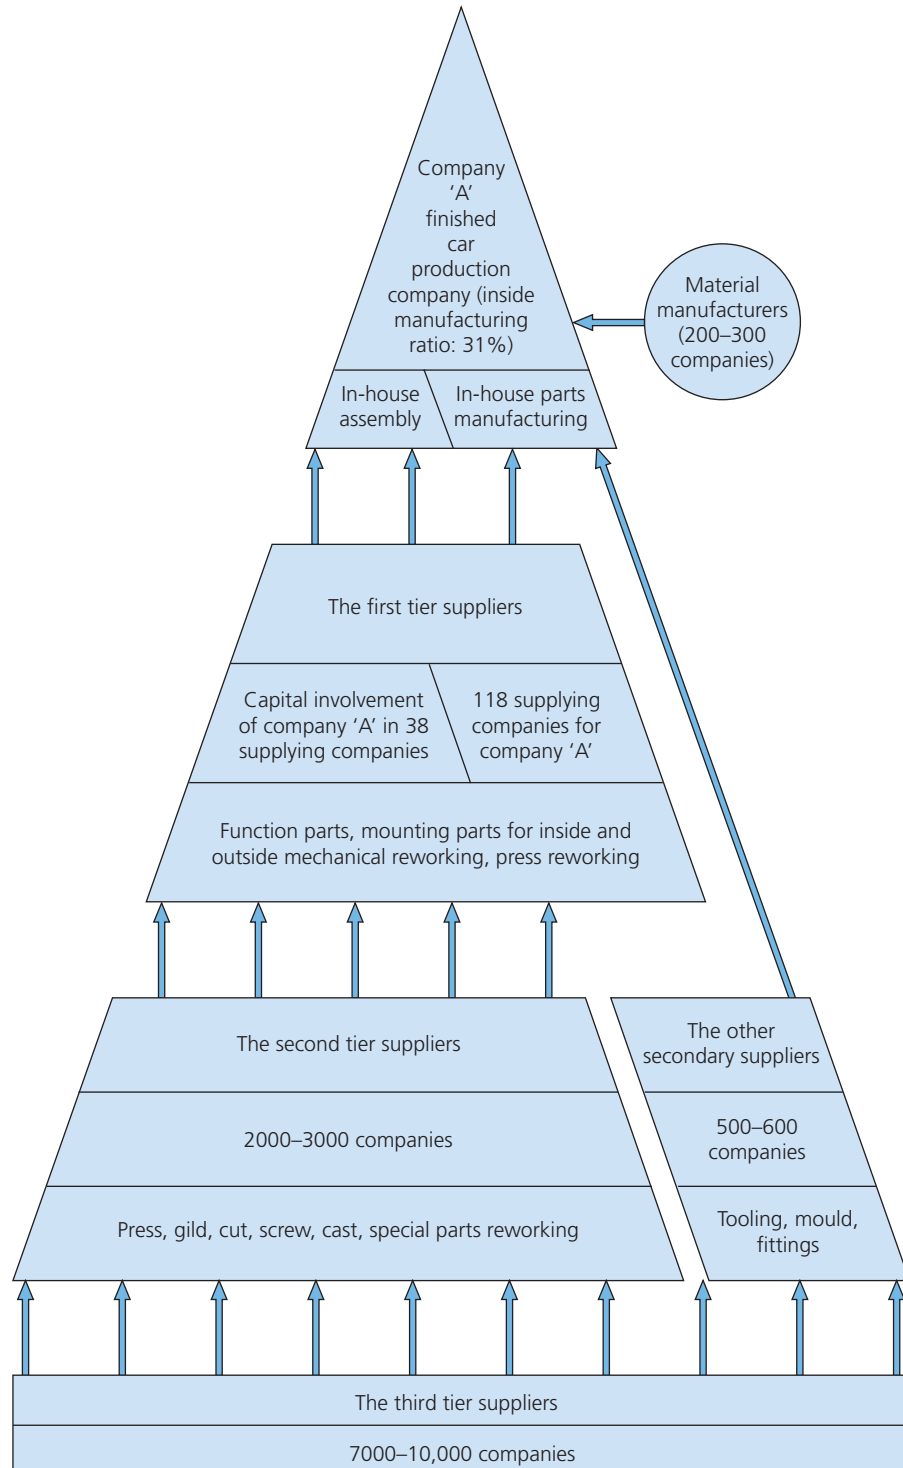 Company
‘A’
finished
car
production
company (inside
manufacturing
ratio: 31%)
Material
manufacturers
(200–300
companies)
In-house
assembly
In-house parts
manufacturing
The first tier suppliers
Capital involvement
of company ‘A’ in 38
supplying companies
118 supplying
companies for
company ‘A’
Function parts, mounting parts for inside and
outside mechanical reworking, press reworking
The second tier suppliers
The other
secondary suppliers
2000–3000 companies
500–600
companies
Press, gild, cut, screw, cast, special parts reworking
Tooling, mould,
fittings
The third tier suppliers
7000–10,000 companies